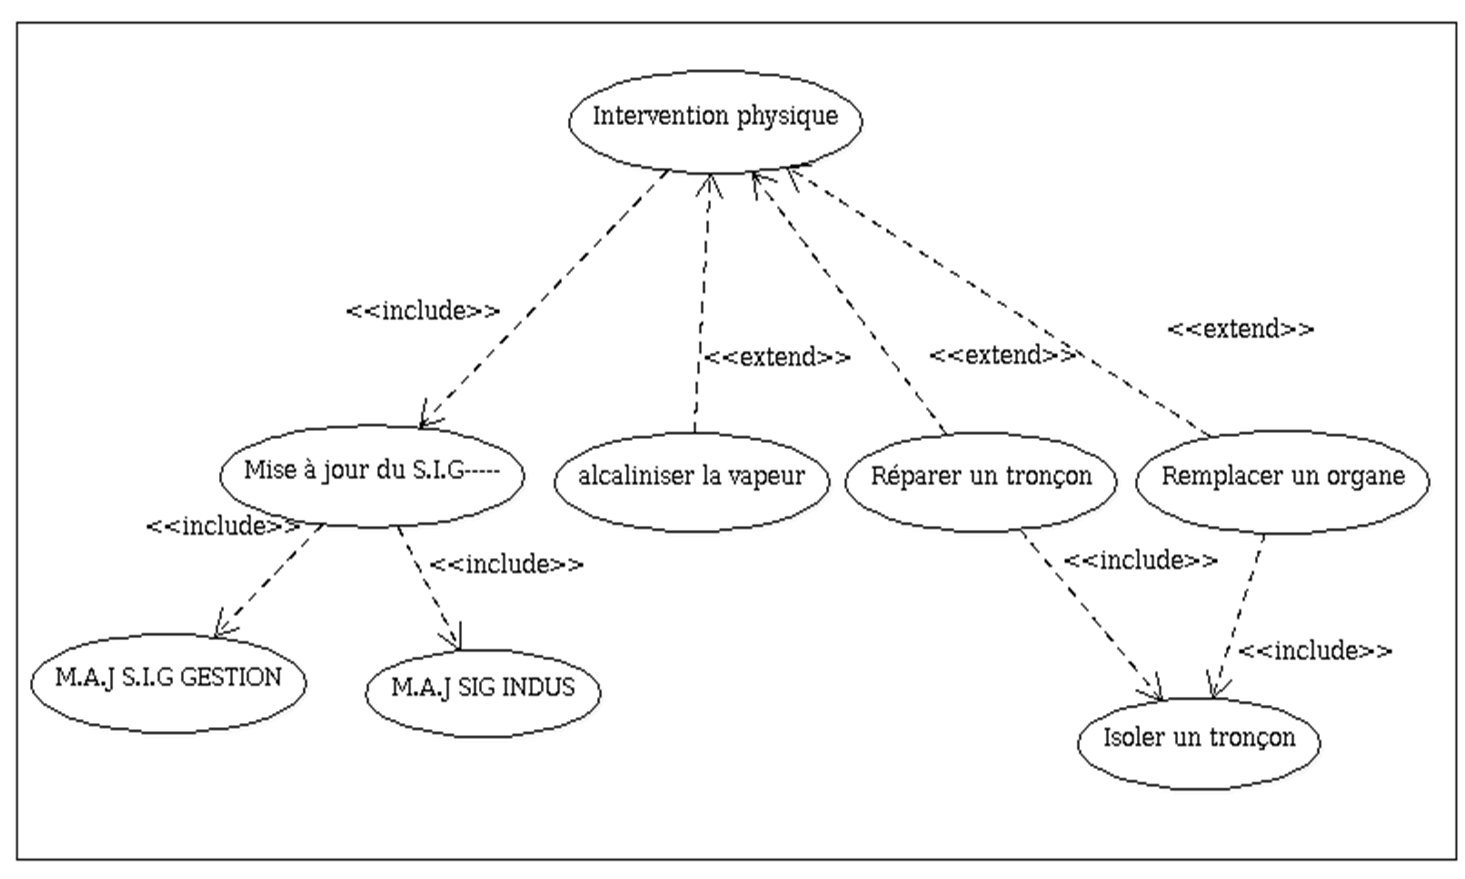 Intervention physique
<<include>>
<<extend>>
<<extend>>
<<extend>>
Mise à jour du S.I.G-----
alcaliniser la vapeur
Réparer un tronçon
Remplacer un organe
<<include>>
<<include>>
<<include>>
<<include>>
M.A.J S.I.G GESTION
M.A.J SIG INDUS
Isoler un tronçon